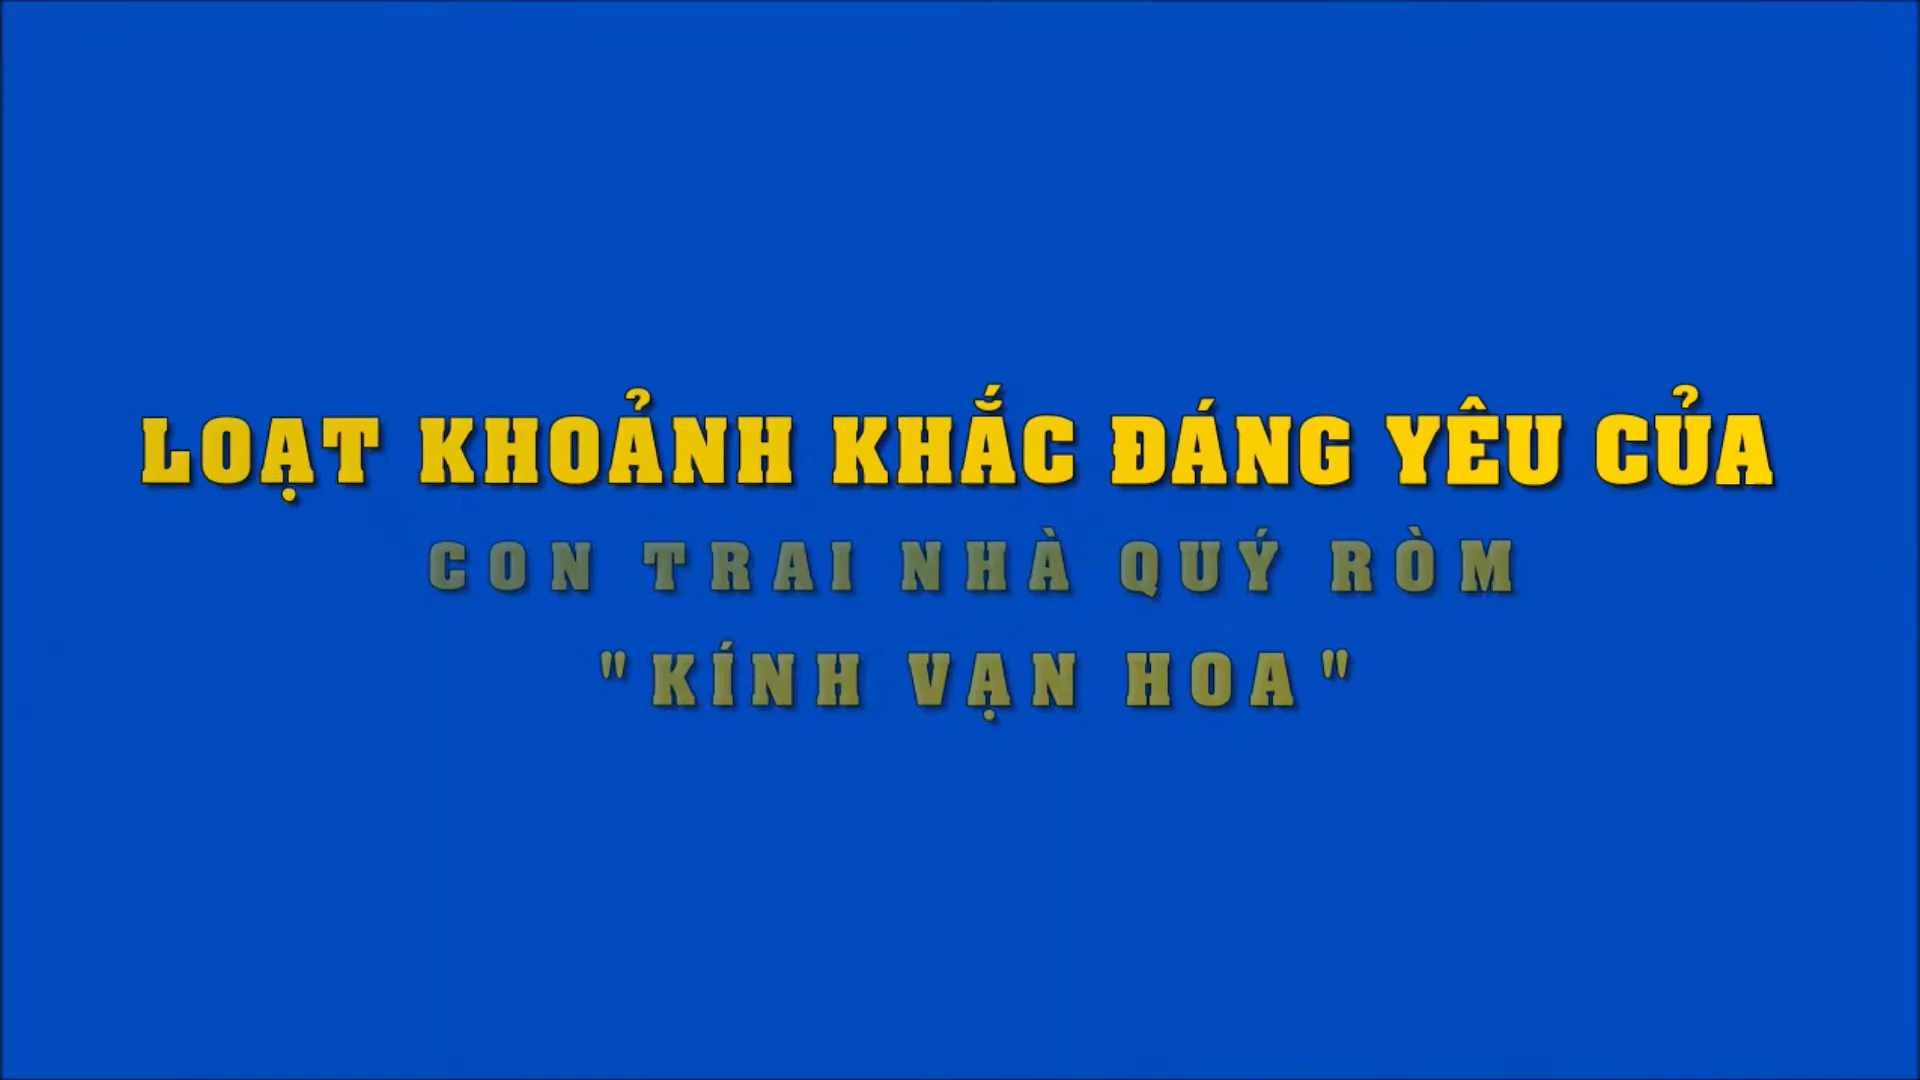 LOẠT KHOẢNH KHẮC ĐÁNG YÊU CỦA
CON TRAI NHÀ QUÝ RÒM
"KÍNH VẠN HOA"